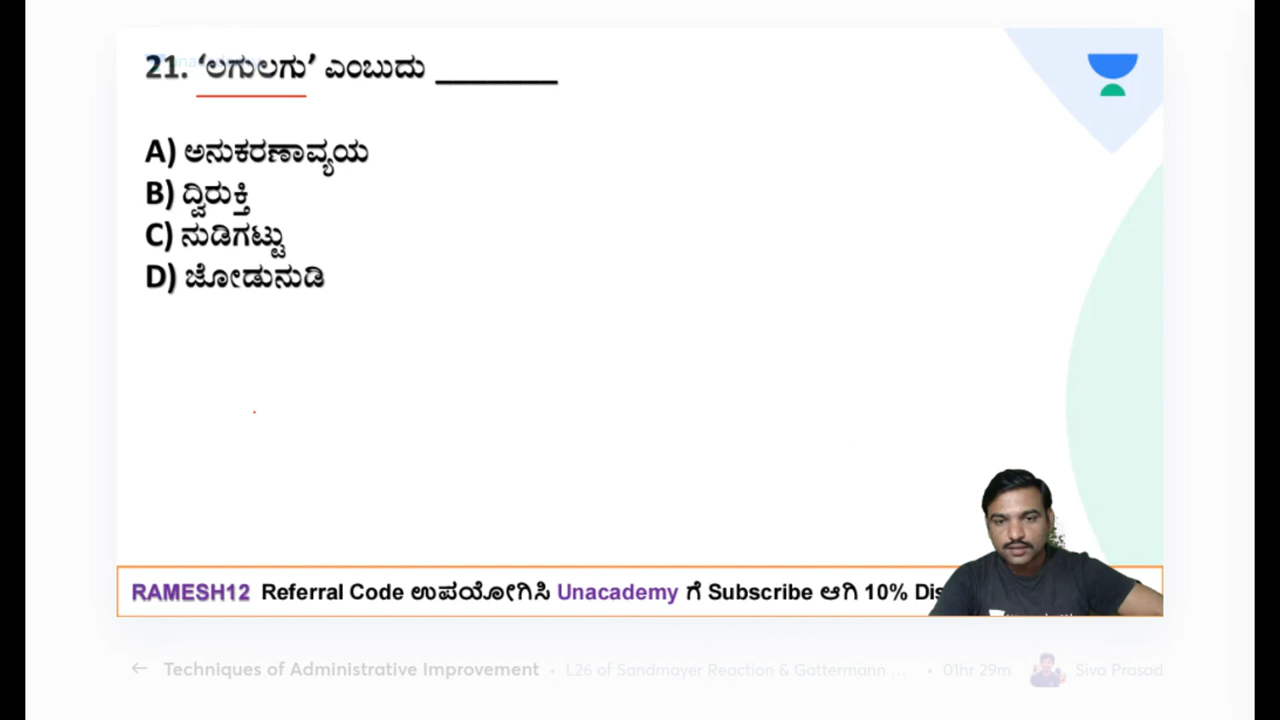 21. ‘ಲಗುಲಗು’ ಎಂಬುದು ________
A) ಅನುಕರಣಾವ್ಯಯ
B) ದ್ವಿರುಕ್ತಿ
C) ನುಡಿಗಟ್ಟು
D) ಜೋಡುನುಡಿ
RAMESH12 Referral Code ಉಪಯೋಗಿಸಿ Unacademy ಗೆ Subscribe ಆಗಿ 10% Dis
← Techniques of Administrative Improvement • L26 of Sandmayer Reaction & Gattermann ... • 01hr 29m Siva Prasad